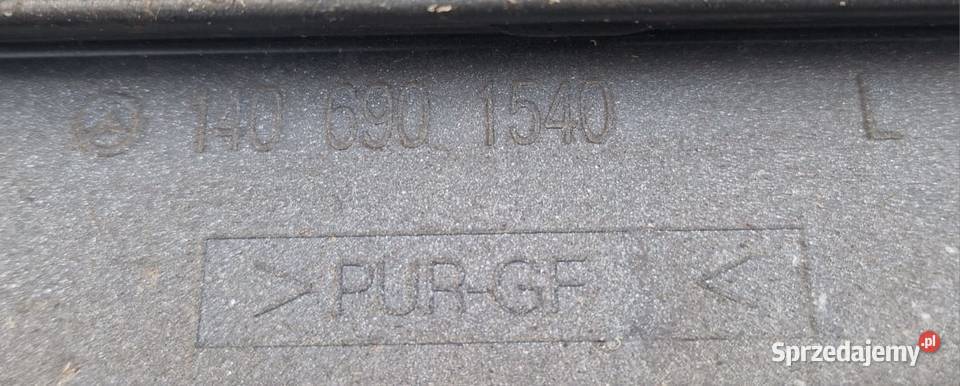 140 690 1540 L
> PUR-GF <
Sprzedajemy.pl